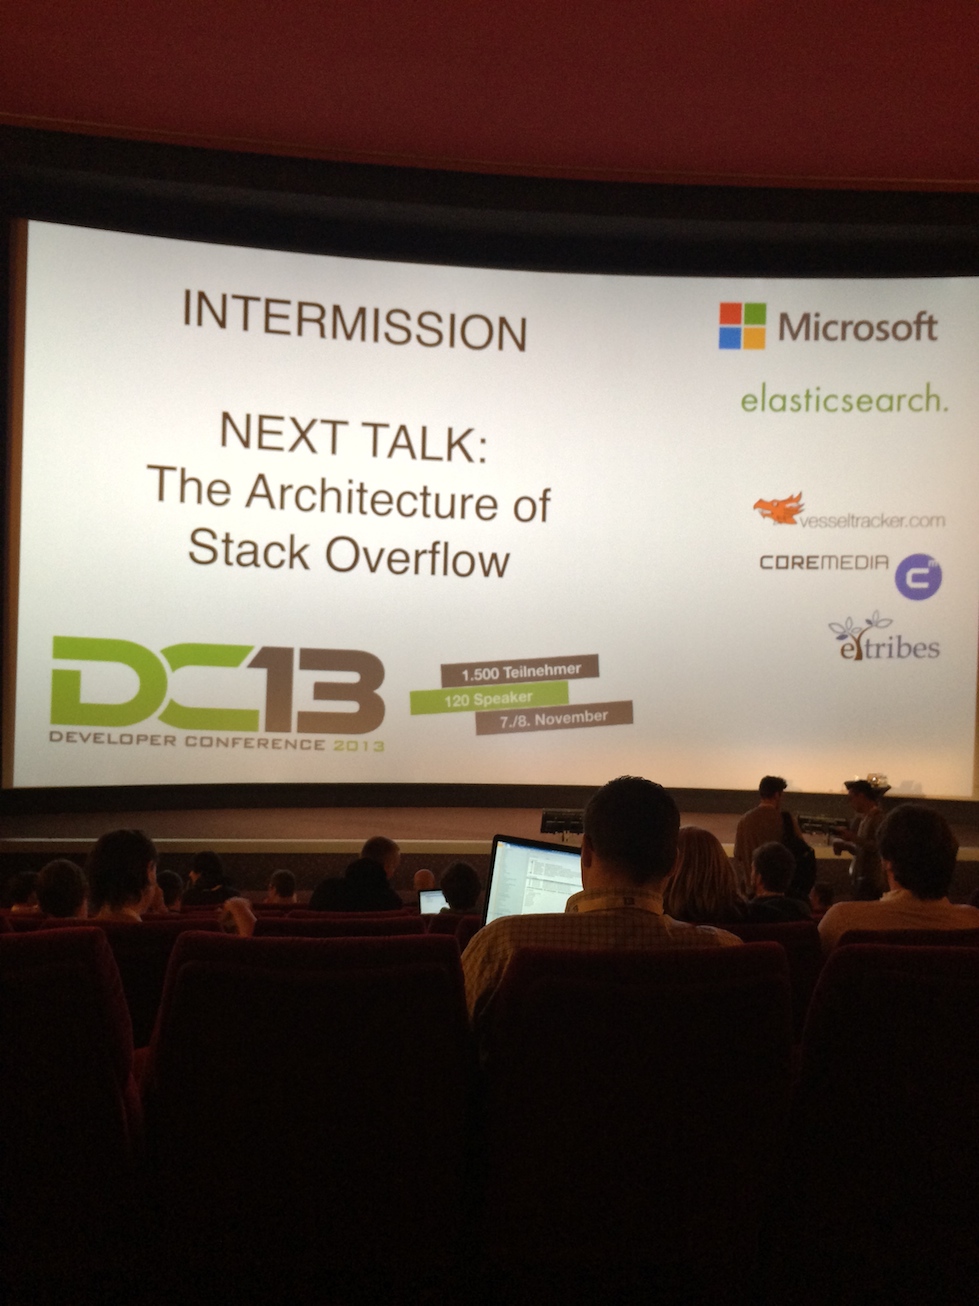 INTERMISSION
NEXT TALK:
The Architecture of
Stack Overflow
Microsoft
elasticsearch.
vesseltracker.com
COREMEDIA
etribes
DC13
DEVELOPER CONFERENCE 2013
1.500 Teilnehmer
120 Speaker
7./8. November